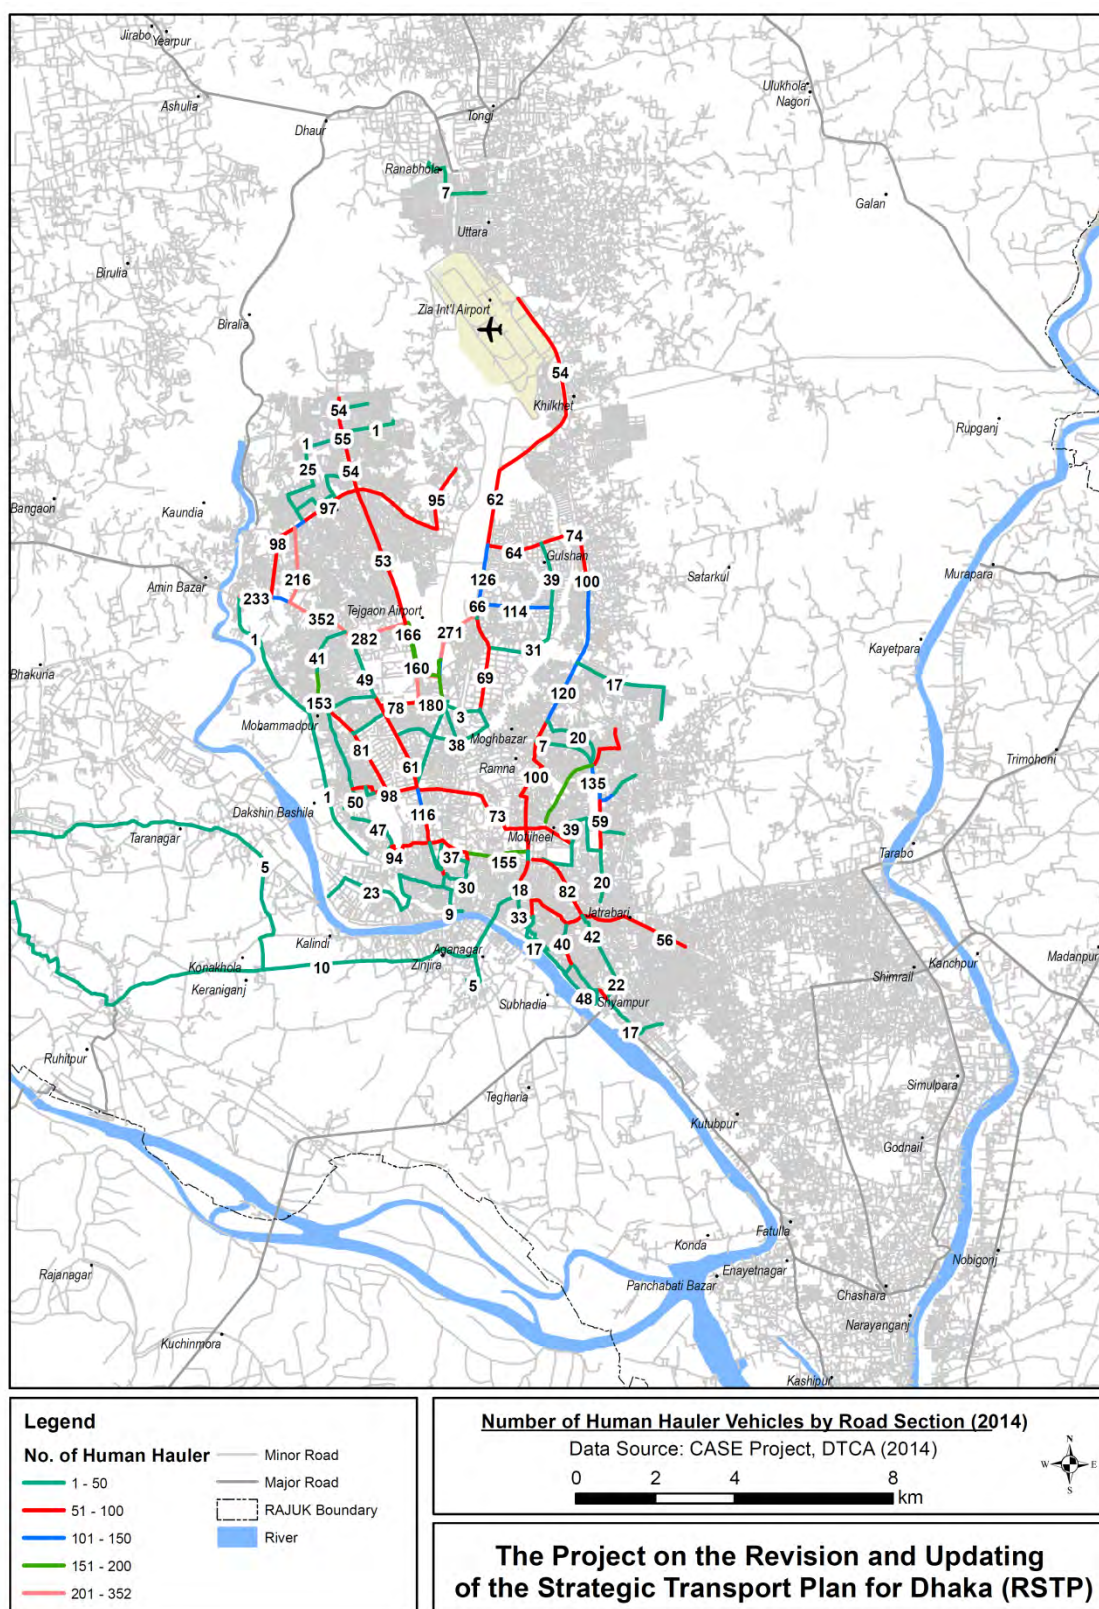 Jirabo
Yearpur
Ulukhola
Nagori
Ashulia
Tongi
Dhaur
Ranabhola
7
Galan
Uttara
Birulia
Zia Int'l Airport
Biralia
54
Khilkhet
54
Rupganj
55
1
1
25
54
95
62
Bangaon
Kaundia
97
98
74
64
Gulshan
53
216
126
39
100
Satarkul
Murapara
Amin Bazar
233
352
Tejgaon Airport
66
114
1
282
166
271
31
Kayetpara
41
160
Bhakuria
49
69
17
153
78
180
120
3
Mohammadpur
Moghbazar
20
38
7
81
Trimohoni
61
Ramna
100
135
50
98
1
Dakshin Bashila
116
73
59
47
Motijheel
39
Taranagar
94
37
155
Tarabo
5
23
30
18
82
20
9
33
Jatrabari
Kalindi
17
40
42
56
Aganagar
Konakhola
10
Zinjira
Kanchpur
Madanpur
Keraniganj
5
22
Shimrall
Subhadia
48
Shyampur
17
Ruhitpur
Simulpara
Tegharia
Kutubpur
Godnail
Fatulla
Konda
Nobigonj
Enayetnagar
Rajanagar
Panchabati Bazar
Chashara
Narayanganj
Kuchinmora
Kashipur
Legend
No. of Human Hauler
1 - 50
51 - 100
101 - 150
151 - 200
201 - 352
Minor Road
Major Road
RAJUK Boundary
River
Number of Human Hauler Vehicles by Road Section (2014)
Data Source: CASE Project, DTCA (2014)
0 2 4 8
km
N
W E
S
The Project on the Revision and Updating
of the Strategic Transport Plan for Dhaka (RSTP)